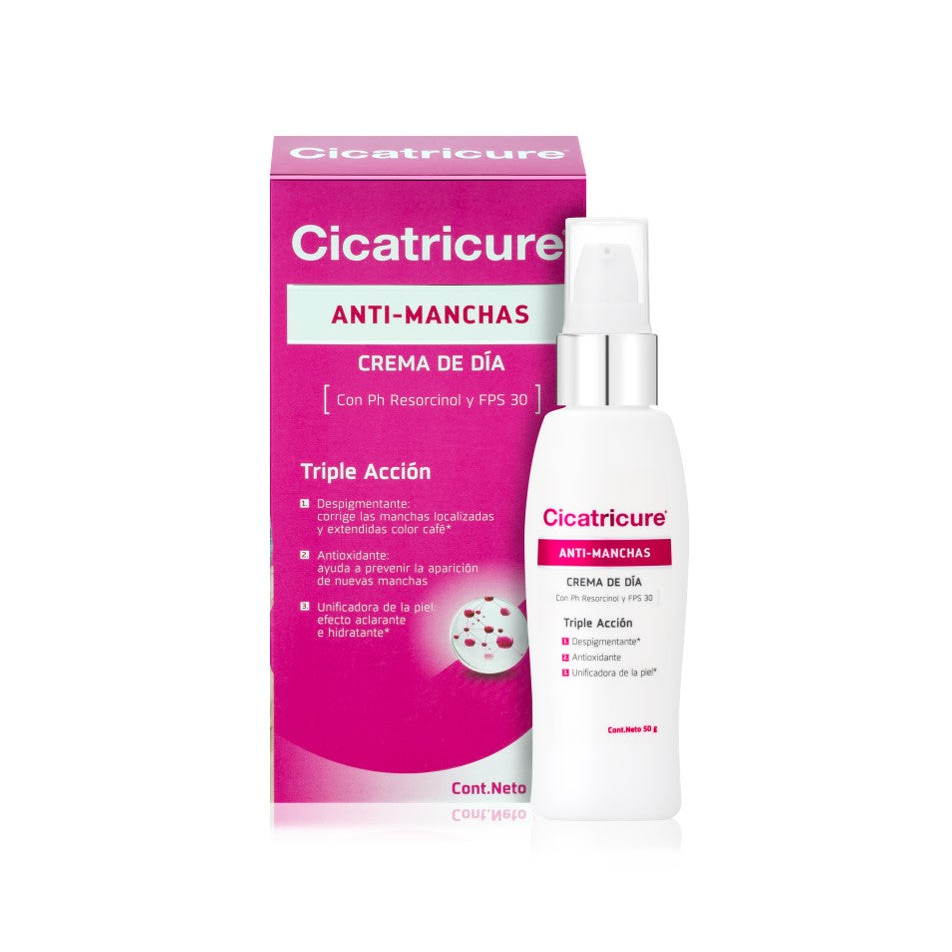 Cicatricure
Cicatricure
ANTI-MANCHAS
CREMA DE DÍA
[ Con Ph Resorcinol y FPS 30 ]
Triple Acción
1. Despigmentante:
corrige las manchas localizadas
y extendidas color café*
2. Antioxidante:
ayuda a prevenir la aparición
de nuevas manchas
3. Unificadora de la piel:
efecto aclarante
e hidratante*
Cont.Neto
Cicatricure
ANTI-MANCHAS
CREMA DE DÍA
Con Ph Resorcinol y FPS 30
Triple Acción
1. Despigmentante*
2. Antioxidante
3. Unificadora de la piel*
Cont.Neto 50 g